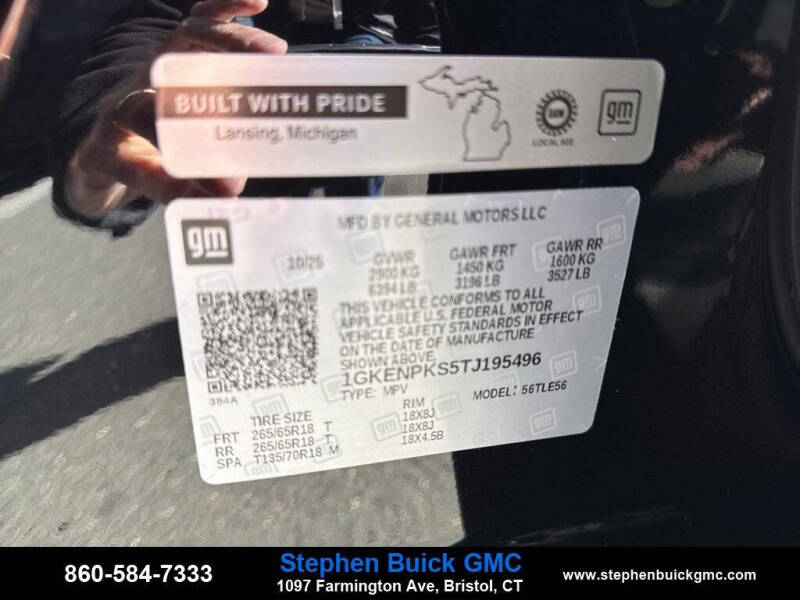 BUILT WITH PRIDE
Lansing, Michigan
UAW
LOCAL 602
gm
gm
MFD BY GENERAL MOTORS LLC
10/25
GVWR GAWR FRT GAWR RR
2900 KG 1450 KG 1600 KG
6394 LB 3196 LB 3527 LB
THIS VEHICLE CONFORMS TO ALL
APPLICABLE U.S. FEDERAL MOTOR
VEHICLE SAFETY STANDARDS IN EFFECT
ON THE DATE OF MANUFACTURE
SHOWN ABOVE.
1GKENPKS5TJ195496
TYPE: MPV MODEL: 56TLE56
384A
TIRE SIZE RIM
FRT 265/65R18 T 18X8J
RR 265/65R18 T 18X8J
SPA T135/70R18 M 18X4.5B
860-584-7333
Stephen Buick GMC
1097 Farmington Ave, Bristol, CT
www.stephenbuickgmc.com